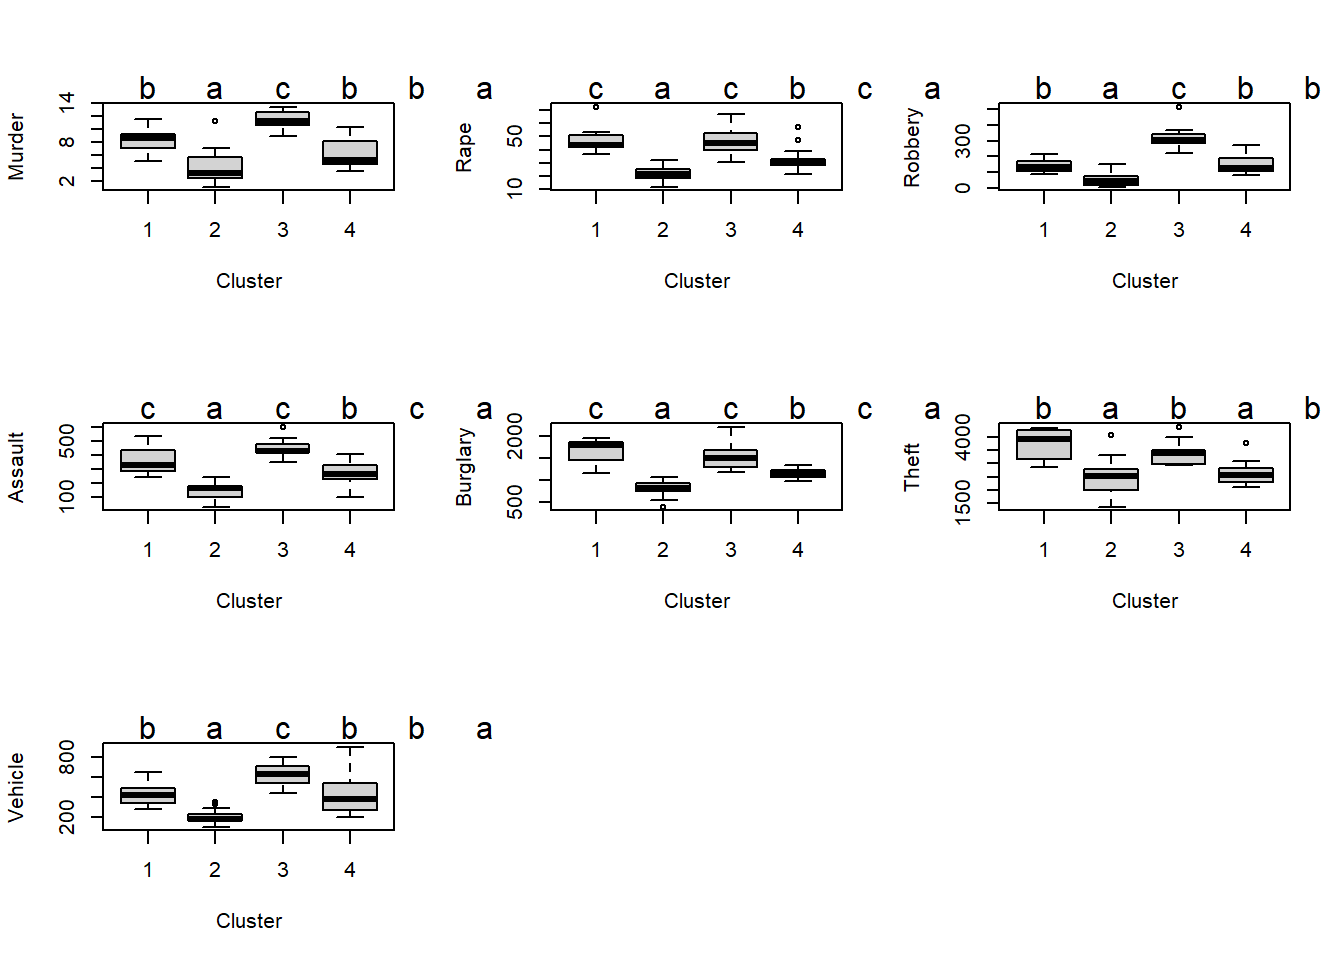 b a c b b a c a c b c a b a c b b
Murder 2 8 14 Rape 10 50 Robbery 0 300
1 2 3 4 1 2 3 4 1 2 3 4
Cluster Cluster Cluster
c a c b c a c a c b c a b a b a b
Assault 100 500 Burglary 500 2000 Theft 1500 4000
1 2 3 4 1 2 3 4 1 2 3 4
Cluster Cluster Cluster
b a c b b a
Vehicle 200 800
1 2 3 4
Cluster